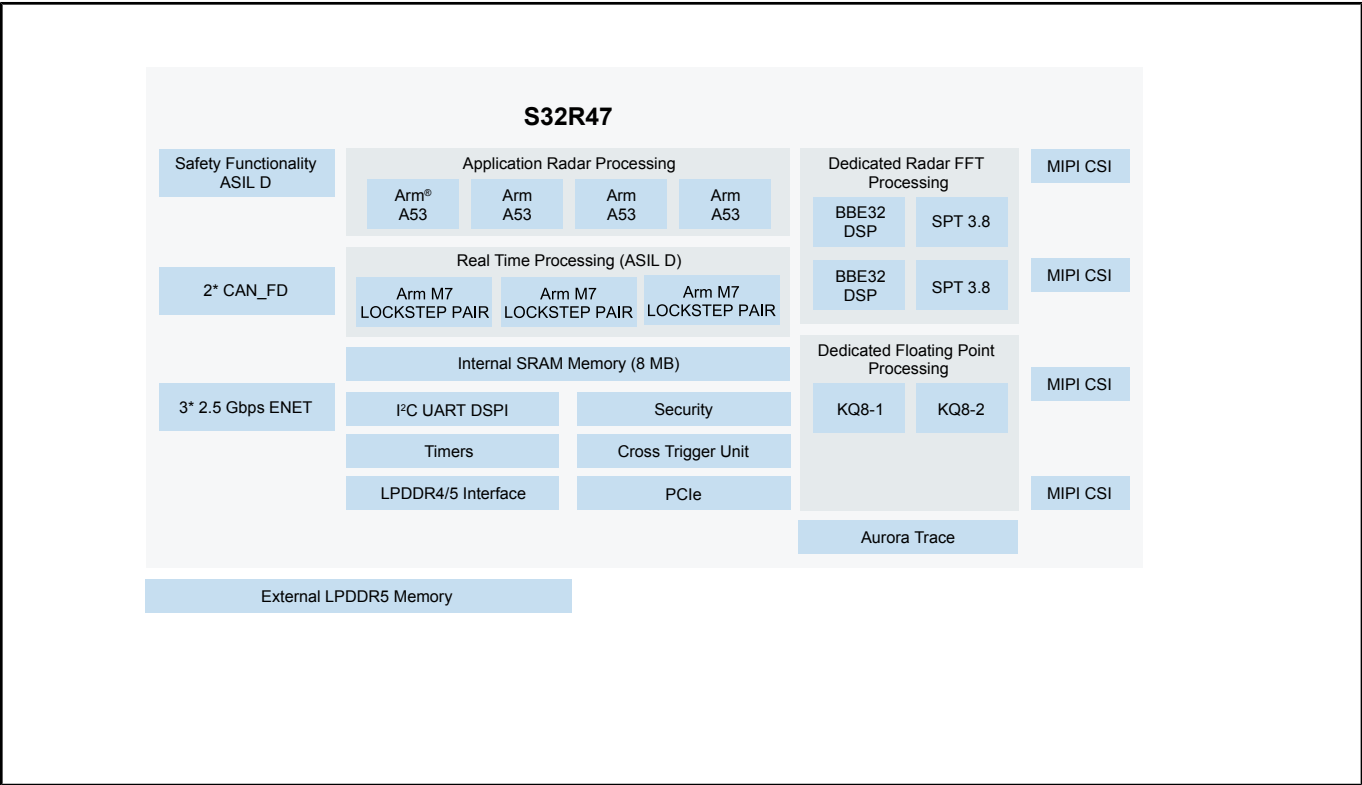 S32R47
Safety Functionality
ASIL D
2* CAN_FD
3* 2.5 Gbps ENET
Application Radar Processing
Arm®
A53
Arm
A53
Arm
A53
Arm
A53
Real Time Processing (ASIL D)
Arm M7
LOCKSTEP PAIR
Arm M7
LOCKSTEP PAIR
Arm M7
LOCKSTEP PAIR
Internal SRAM Memory (8 MB)
I²C UART DSPI
Security
Timers
Cross Trigger Unit
LPDDR4/5 Interface
PCIe
Dedicated Radar FFT
Processing
BBE32
DSP
SPT 3.8
BBE32
DSP
SPT 3.8
Dedicated Floating Point
Processing
KQ8-1
KQ8-2
Aurora Trace
MIPI CSI
MIPI CSI
MIPI CSI
MIPI CSI
External LPDDR5 Memory